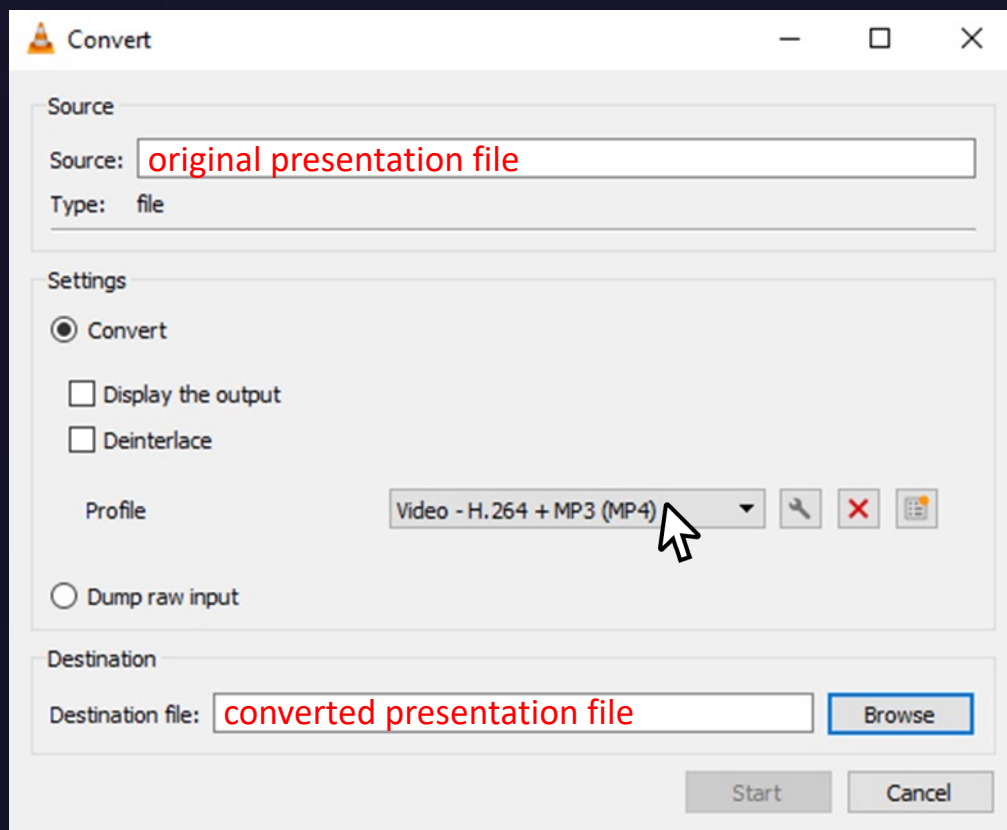 Convert
Source
Source: original presentation file
Type: file
Settings
Convert
Display the output
Deinterlace
Profile Video - H.264 + MP3 (MP4)
Dump raw input
Destination
Destination file: converted presentation file Browse
Start Cancel